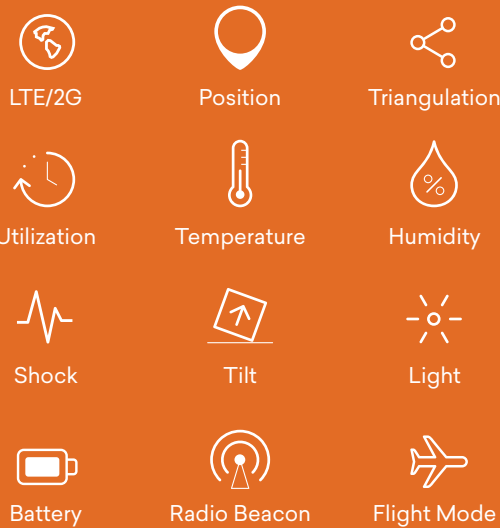 LTE/2G
Position
Triangulation
Utilization
Temperature
%
Humidity
Shock
Tilt
Light
Battery
Radio Beacon
Flight Mode